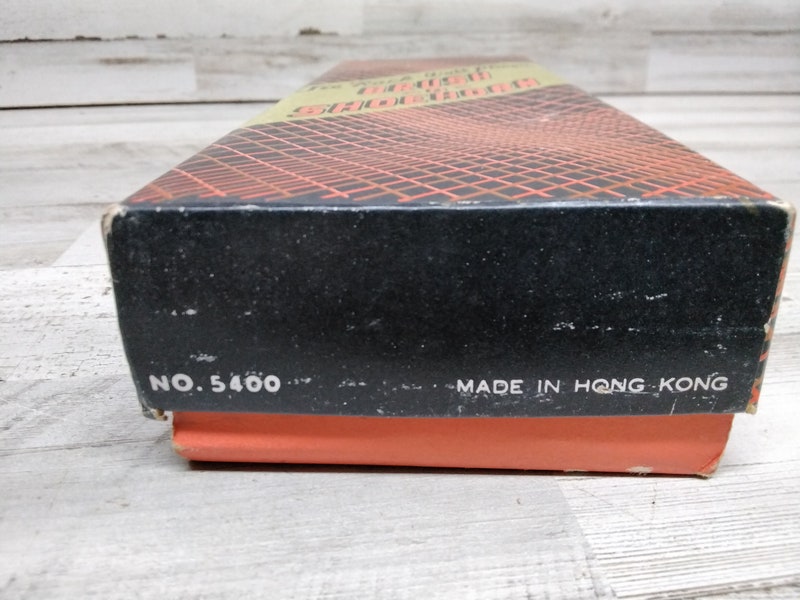 BRUSH
SHOEHORN
NO. 5400 MADE IN HONG KONG